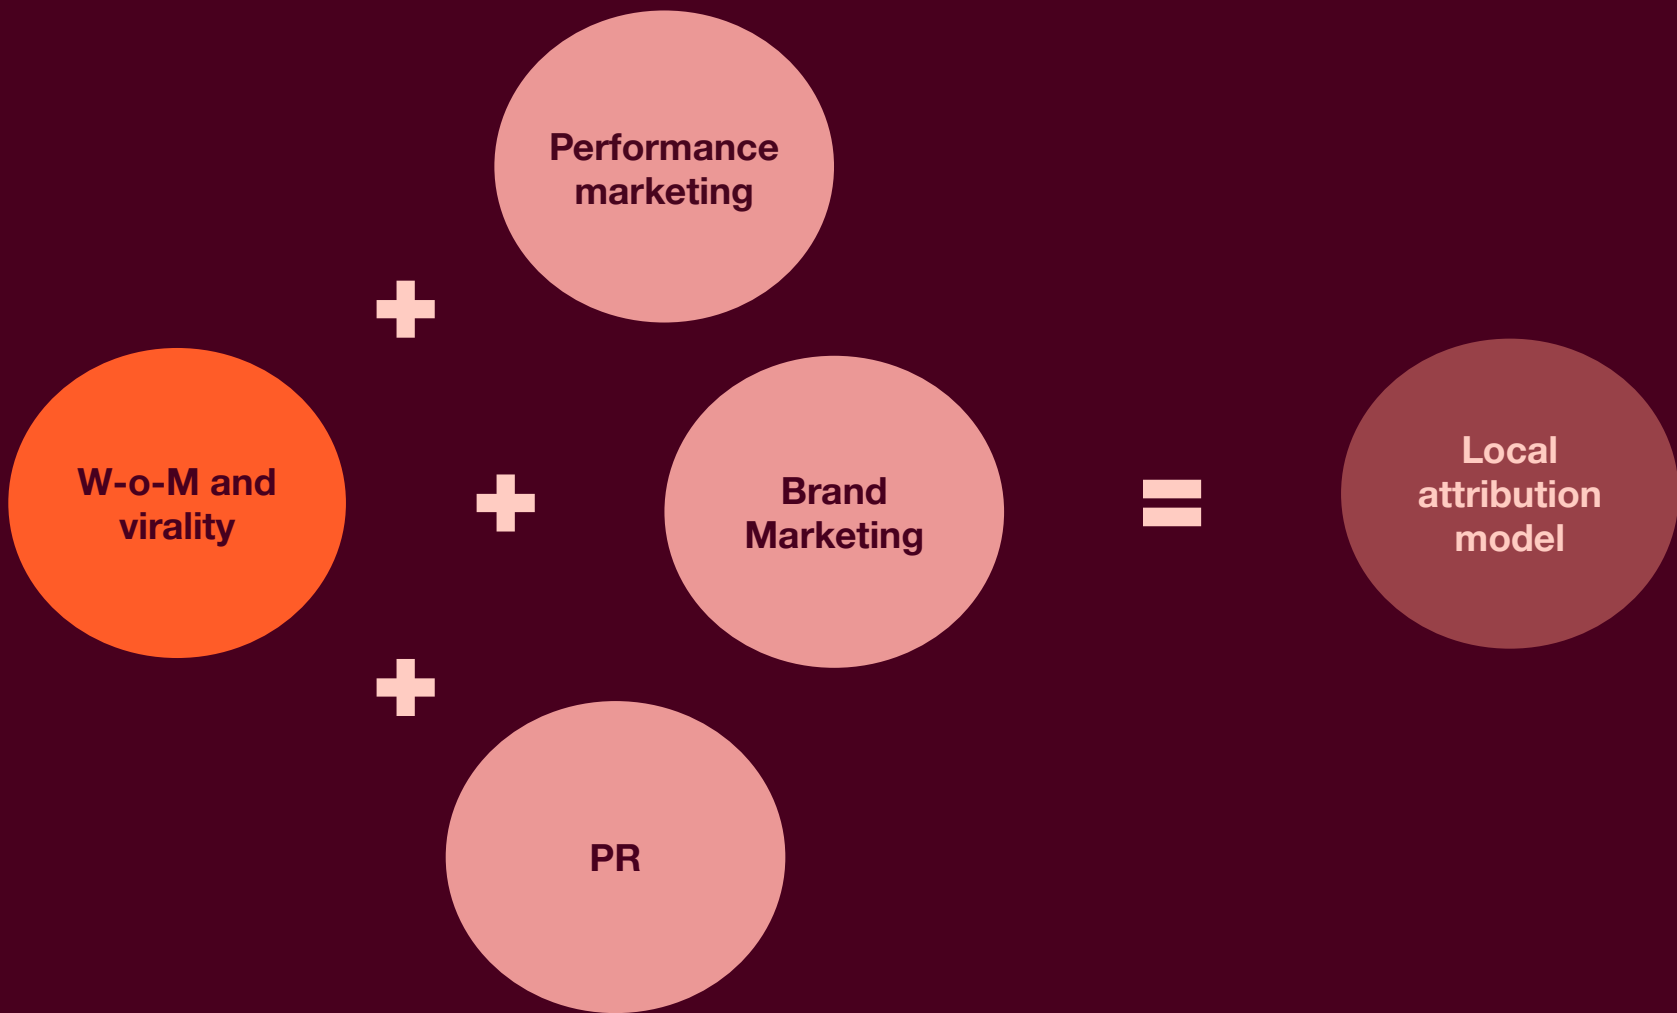 Performance
marketing
W-o-M and
virality
Brand
Marketing
Local
attribution
model
PR